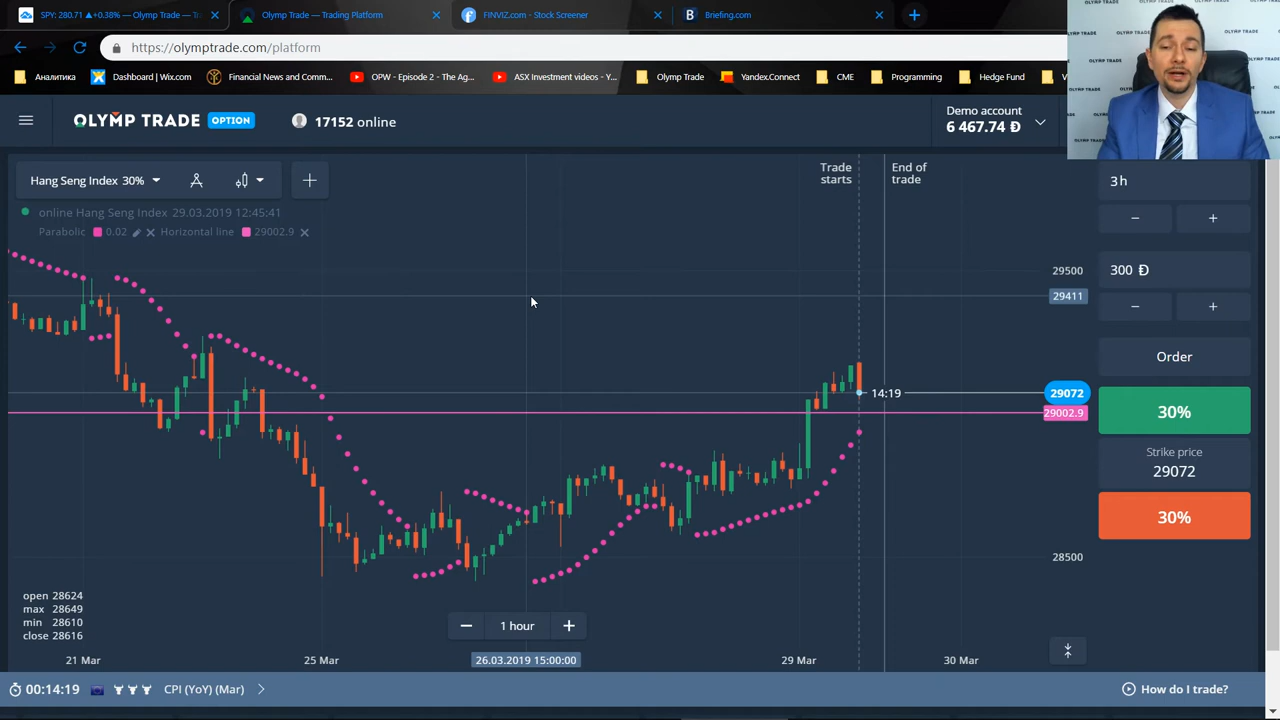 SPY: 280.71 ▲+0.38% — Olymp Tra
Olymp Trade — Trading Platform
FINVIZ.com - Stock Screener
Briefing.com
https://olymptrade.com/platform
Аналитика
Dashboard | Wix.com
Financial News and Comm...
OPW - Epicode 2 - The Ag...
ASX Investment videos - Y...
Olymp Trade
Yandex.Connect
CME
Programming
Hedge Fund
OLYMP TRADE OPTION
17152 online
Demo account
6 467.74 Đ
Hang Seng Index 30%
online Hang Seng Index 29.03.2019 12:45:41
Parabolic 0.02 Horizontal line 29002.9
Trade starts
End of trade
3 h
300 Đ
Order
30%
Strike price
29072
30%
29500
29411
14:19
29072
29002.9
28500
open 28624
max 28649
min 28610
close 28616
1 hour
21 Mar
25 Mar
26.03.2019 15:00:00
29 Mar
30 Mar
00:14:19 CPI (YoY) (Mar)
How do I trade?